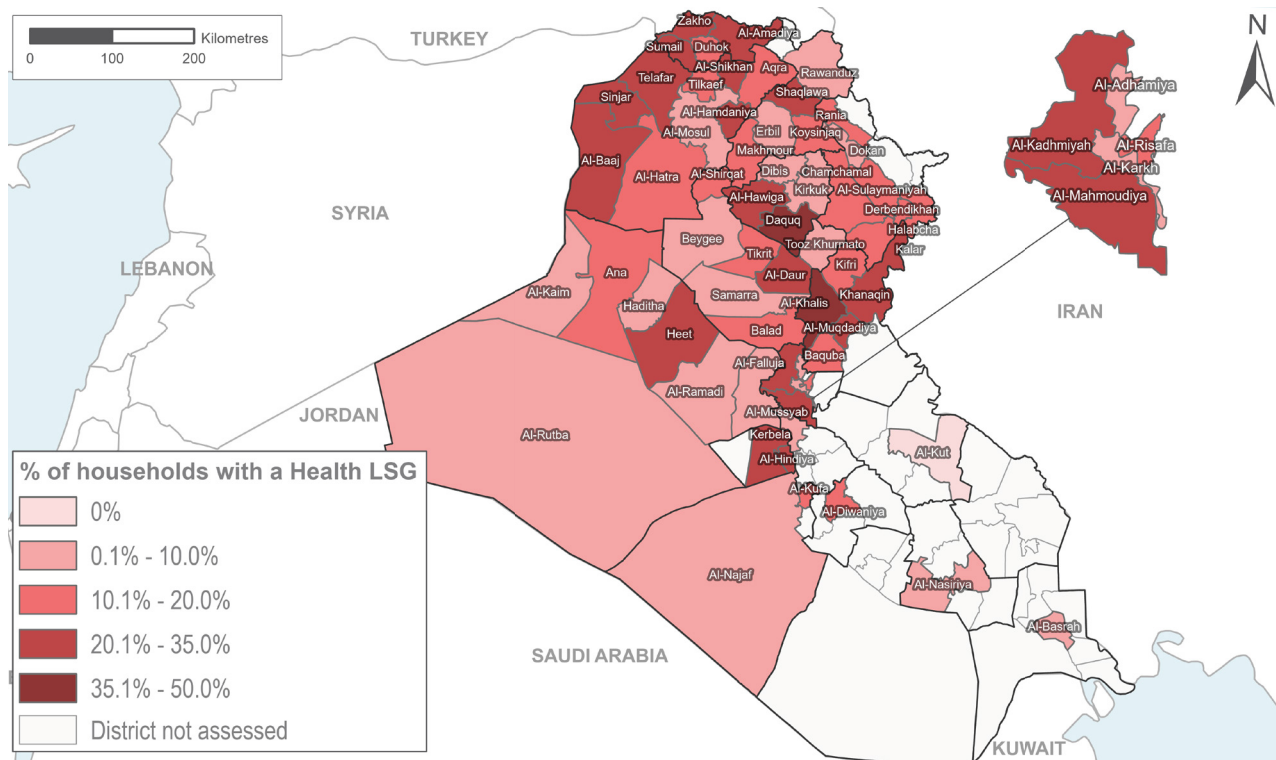 Kilometres
0 100 200
N
TURKEY
SYRIA
LEBANON
JORDAN
SAUDI ARABIA
KUWAIT
IRAN
Zakho
Al-Amadiya
Sumail
Duhok
Al-Shikhan
Aqra
Rawanduz
Telafar
Tilkaef
Shaqlawa
Sinjar
Al-Hamdaniya
Rania
Al-Mosul
Erbil
Koysinjaq
Makhmour
Dokan
Al-Baaj
Al-Hatra
Al-Shirqat
Dibis
Chamchamal
Kirkuk
Al-Sulaymaniyah
Al-Hawiga
Derbendikhan
Daquq
Halabcha
Beygee
Tooz Khurmato
Kalar
Tikrit
Kifri
Ana
Al-Daur
Al-Kaim
Haditha
Samarra
Al-Khalis
Khanaqin
Heet
Balad
Al-Muqdadiya
Al-Falluja
Baquba
Al-Ramadi
Al-Mussyab
Al-Rutba
Kerbela
Al-Hindiya
Al-Kut
Al-Kufa
Al-Diwaniya
Al-Najaf
Al-Nasiriya
Al-Basrah
Al-Adhamiya
Al-Kadhmiyah
Al-Risafa
Al-Karkh
Al-Mahmoudiya
% of households with a Health LSG
0%
0.1% - 10.0%
10.1% - 20.0%
20.1% - 35.0%
35.1% - 50.0%
District not assessed